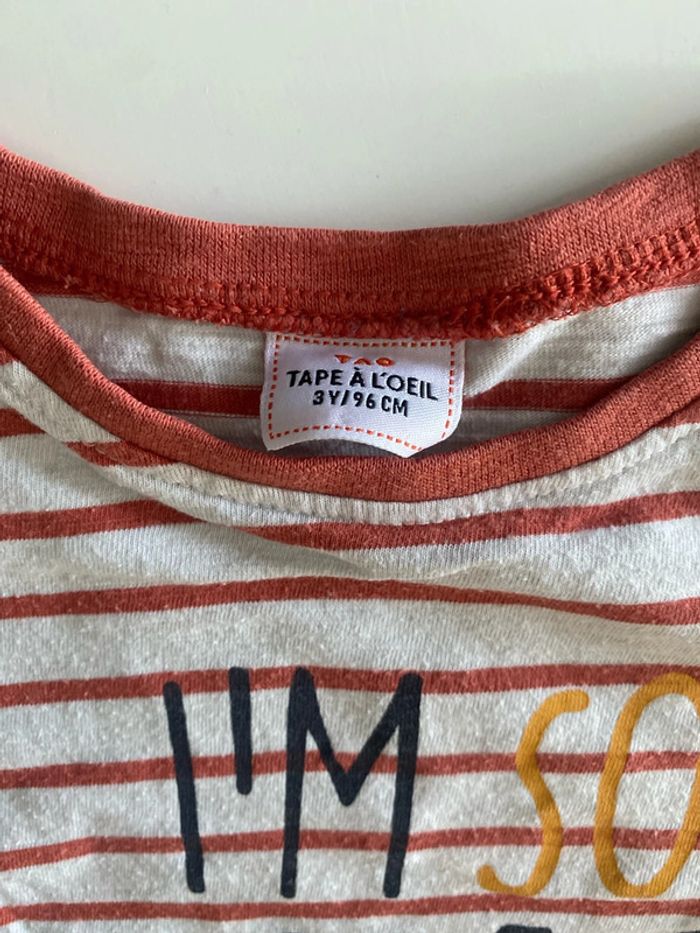 TAO
TAPE À L'OEIL
3Y/96 CM
I'M SO